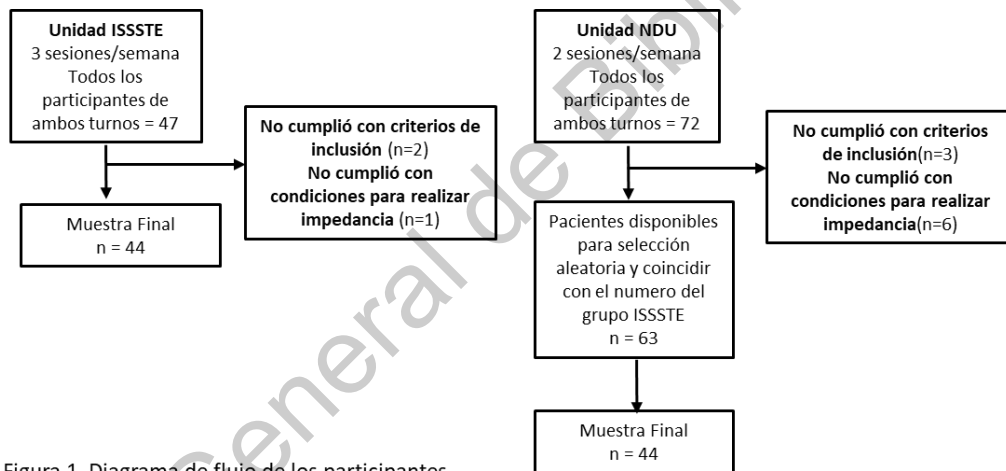 Unidad ISSSTE
3 sesiones/semana
Todos los
participantes de
ambos turnos = 47
No cumplió con criterios de
inclusión (n=2)
No cumplió con
condiciones para realizar
impedancia (n=1)
Muestra Final
n = 44
Unidad NDU
2 sesiones/semana
Todos los
participantes de
ambos turnos = 72
No cumplió con criterios
de inclusión(n=3)
No cumplió con
condiciones para realizar
impedancia(n=6)
Pacientes disponibles
para selección
aleatoria y coincidir
con el numero del
grupo ISSSTE
n = 63
Muestra Final
n = 44
Figura 1. Diagrama de flujo de los participantes
General de Bibli